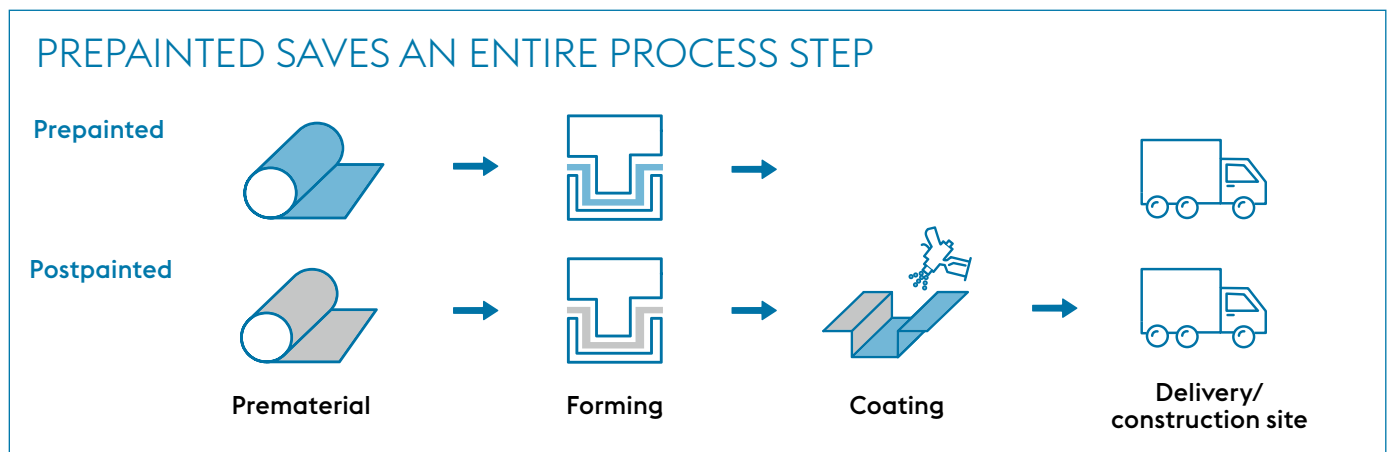 PREPAINTED SAVES AN ENTIRE PROCESS STEP
Prepainted
Postpainted
Prematerial
Forming
Coating
Delivery/
construction site